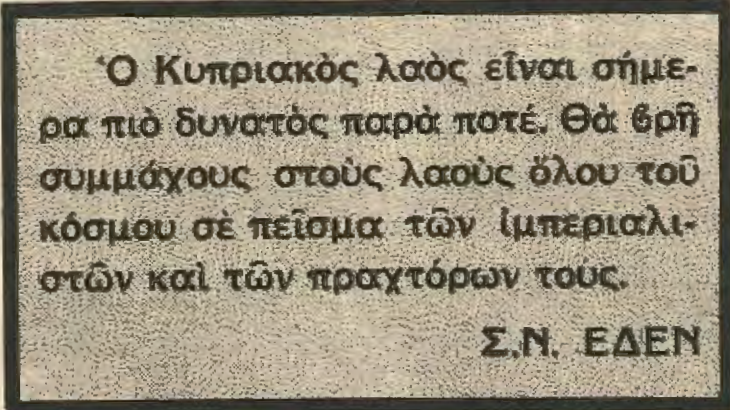 Ὁ Κυπριακὸς λαὸς εἶναι σήμε-
ρα πιὸ δυνατὸς παρὰ ποτέ. Θὰ βρῆ
συμμάχους στοὺς λαοὺς ὅλου τοῦ
κόσμου σὲ πεῖσμα τῶν ἰμπεριαλι-
στῶν καὶ τῶν πραχτόρων τους.
Σ.Ν. ΕΔΕΝ